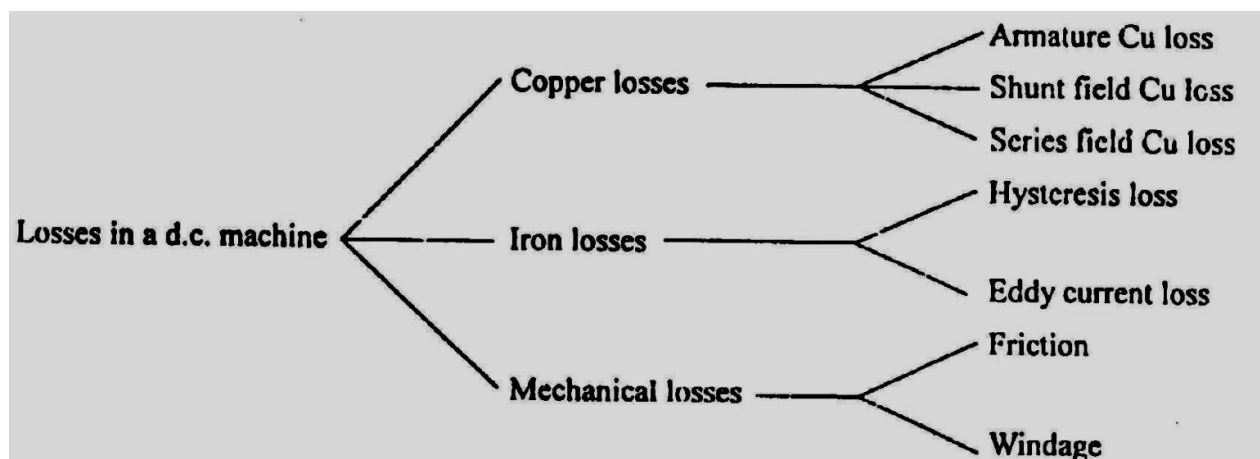 Losses in a d.c. machine
Copper losses
Armature Cu loss
Shunt field Cu loss
Series field Cu loss
Iron losses
Hysteresis loss
Eddy current loss
Mechanical losses
Friction
Windage